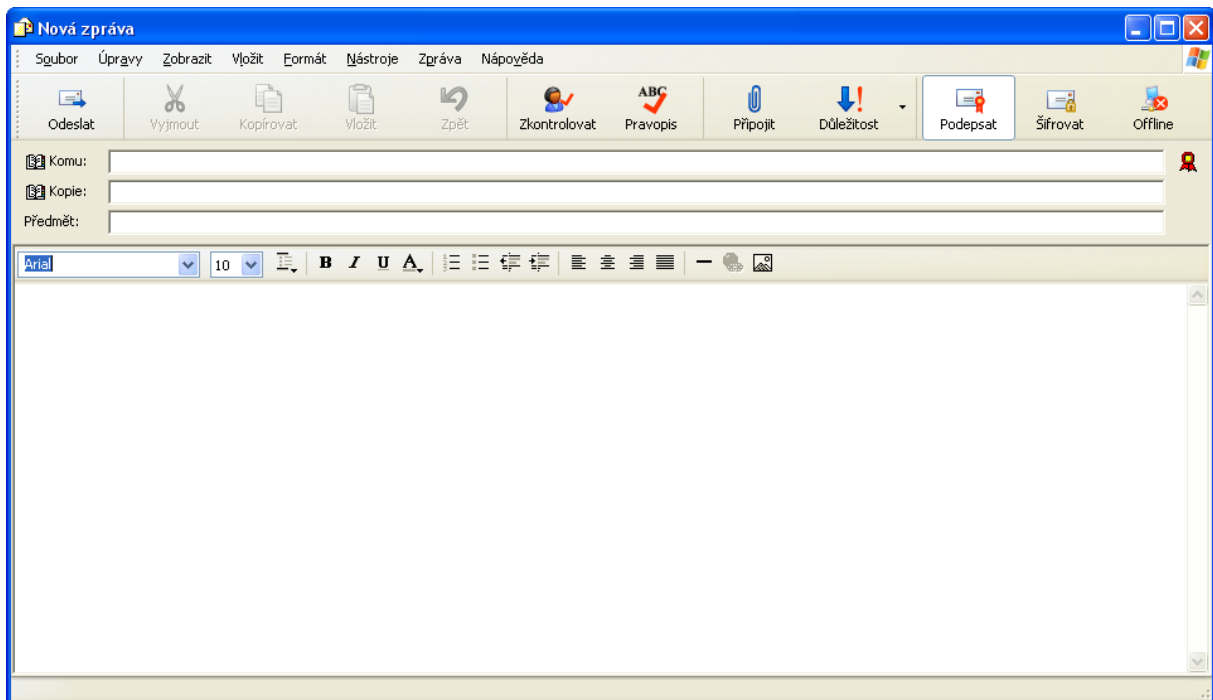 Nová zpráva
Soubor Úpravy Zobrazit Vložit Formát Nástroje Zpráva Nápověda
ABC
Odeslat Vyjmout Kopírovat Vložit Zpět Zkontrolovat Pravopis Připojit Důležitost Podepsat Šifrovat Offline
Komu:
Kopie:
Předmět:
Arial 10 B I U A